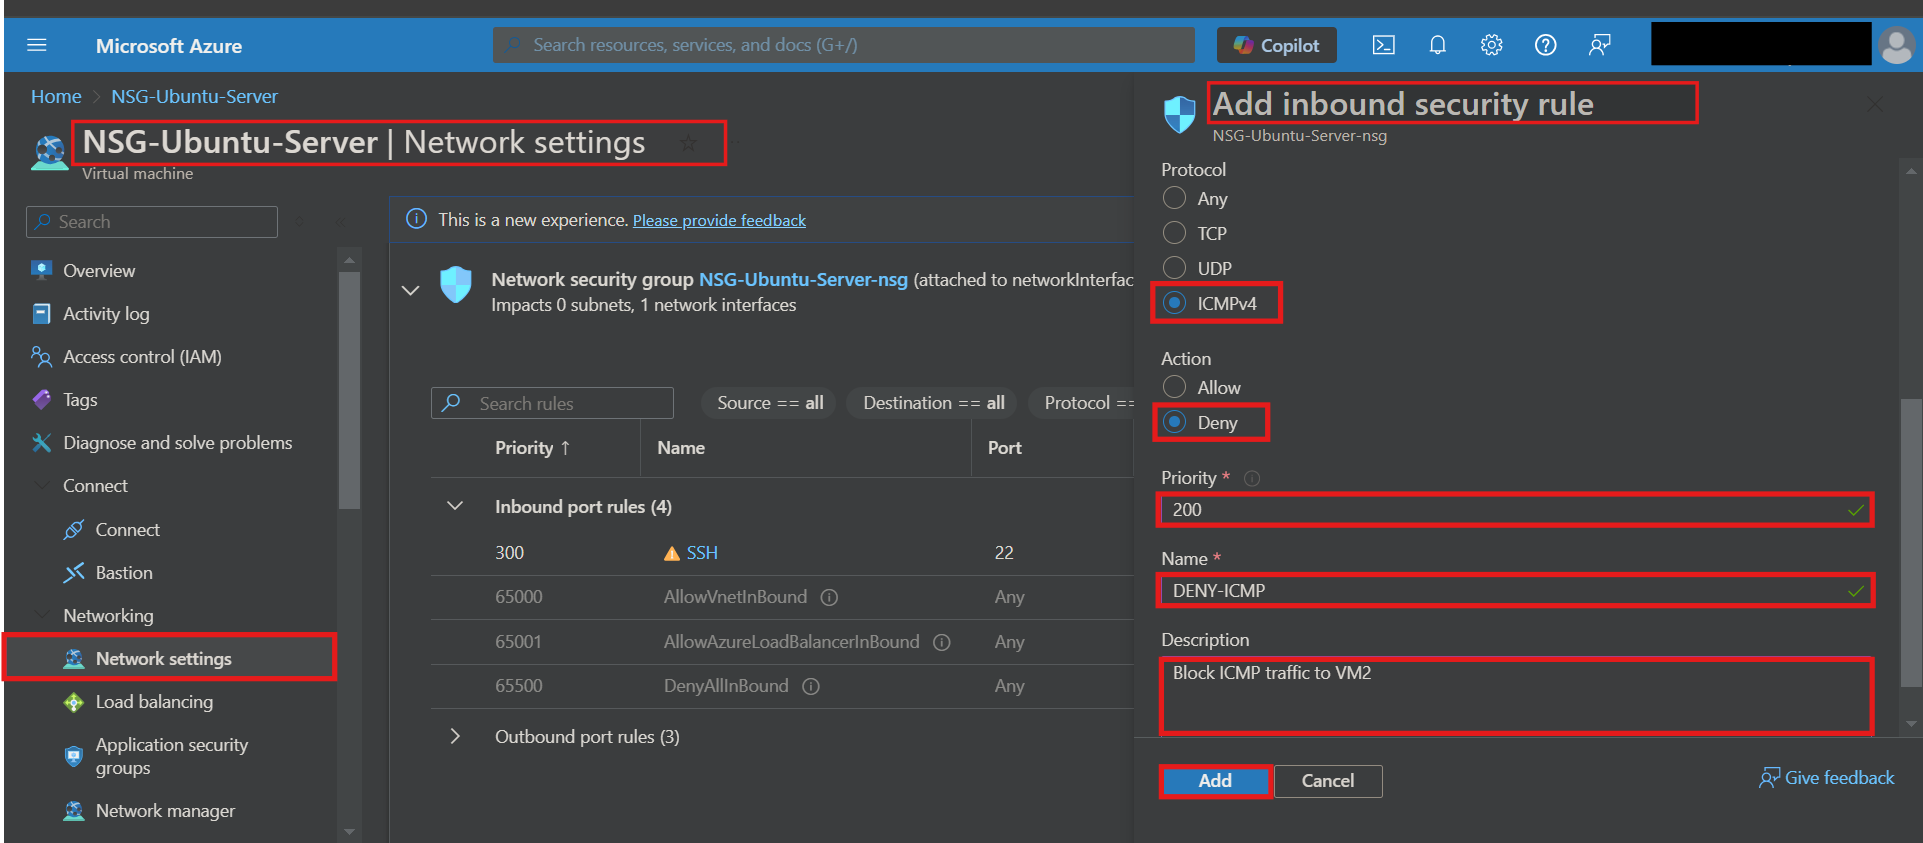 Microsoft Azure
Search resources, services, and docs (G+/)
Copilot
Home > NSG-Ubuntu-Server
NSG-Ubuntu-Server | Network settings
Virtual machine
Search
Overview
Activity log
Access control (IAM)
Tags
Diagnose and solve problems
Connect
Connect
Bastion
Networking
Network settings
Load balancing
Application security
groups
Network manager
This is a new experience. Please provide feedback
Network security group NSG-Ubuntu-Server-nsg (attached to networkInterfac
Impacts 0 subnets, 1 network interfaces
Search rules
Source == all
Destination == all
Protocol ==
Priority ↑ Name Port
Inbound port rules (4)
300 SSH 22
65000 AllowVnetInBound Any
65001 AllowAzureLoadBalancerInBound Any
65500 DenyAllInBound Any
Outbound port rules (3)
Add inbound security rule
NSG-Ubuntu-Server-nsg
Protocol
Any
TCP
UDP
ICMPv4
Action
Allow
Deny
Priority *
200
Name *
DENY-ICMP
Description
Block ICMP traffic to VM2
Add
Cancel
Give feedback